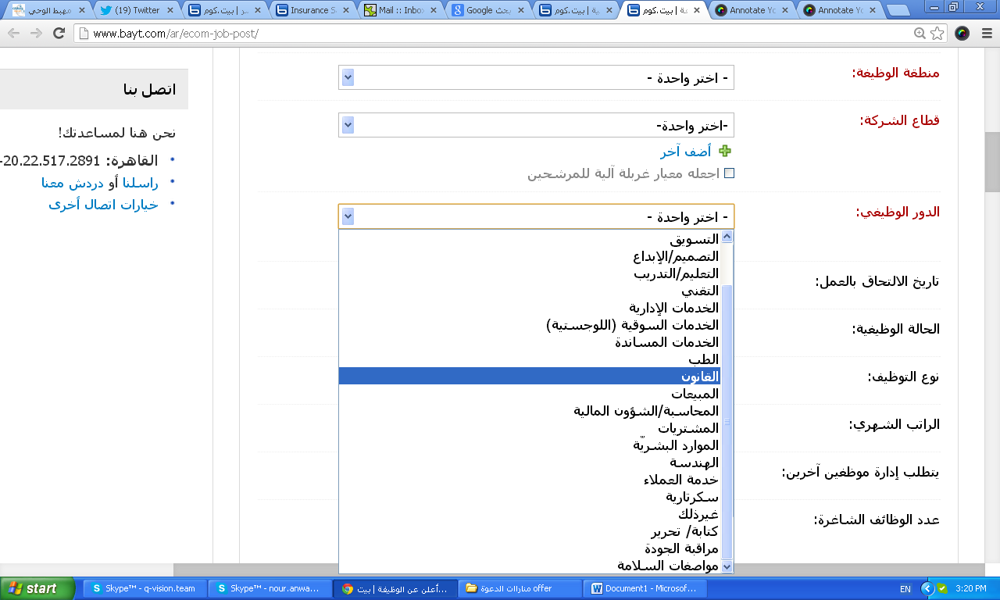 مهبط الوحي
(19) Twitter
سر | بيت.كوم
Insurance S
Mail :: Inbox
بحث Google
ية | بيت.كوم
ية | بيت.كوم
Annotate Yo
Annotate Yo
www.bayt.com/ar/ecom-job-post/
منطقة الوظيفة:
- اختر واحدة -
قطاع الشركة:
-اختر واحدة-
أضف آخر
اجعله معيار غربلة آلية للمرشحين
الدور الوظيفي:
- اختر واحدة -
التسويق
التصميم/الإبداع
التعليم/التدريب
التقني
الخدمات الإدارية
الخدمات السوقية (اللوجستية)
الخدمات المساندة
الطب
القانون
المبيعات
المحاسبة/الشؤون المالية
المشتريات
الموارد البشريّة
الهندسة
خدمة العملاء
سكرتارية
غيرذلك
كتابة/ تحرير
مراقبة الجودة
مواصفات السلامة
تاريخ الالتحاق بالعمل:
الحالة الوظيفية:
نوع التوظيف:
الراتب الشهري:
يتطلب إدارة موظفين آخرين:
عدد الوظائف الشاغرة:
اتصل بنا
نحن هنا لمساعدتك!
القاهرة: 20.22.517.2891-
راسلنا أو دردش معنا
خيارات اتصال أخرى
start
Skype™ - q-vision.team
Skype™ - nour.anwa...
أعلن عن الوظيفة | بيت...
منارات الدعوة offer
Document1 - Microsof...
EN
3:20 PM